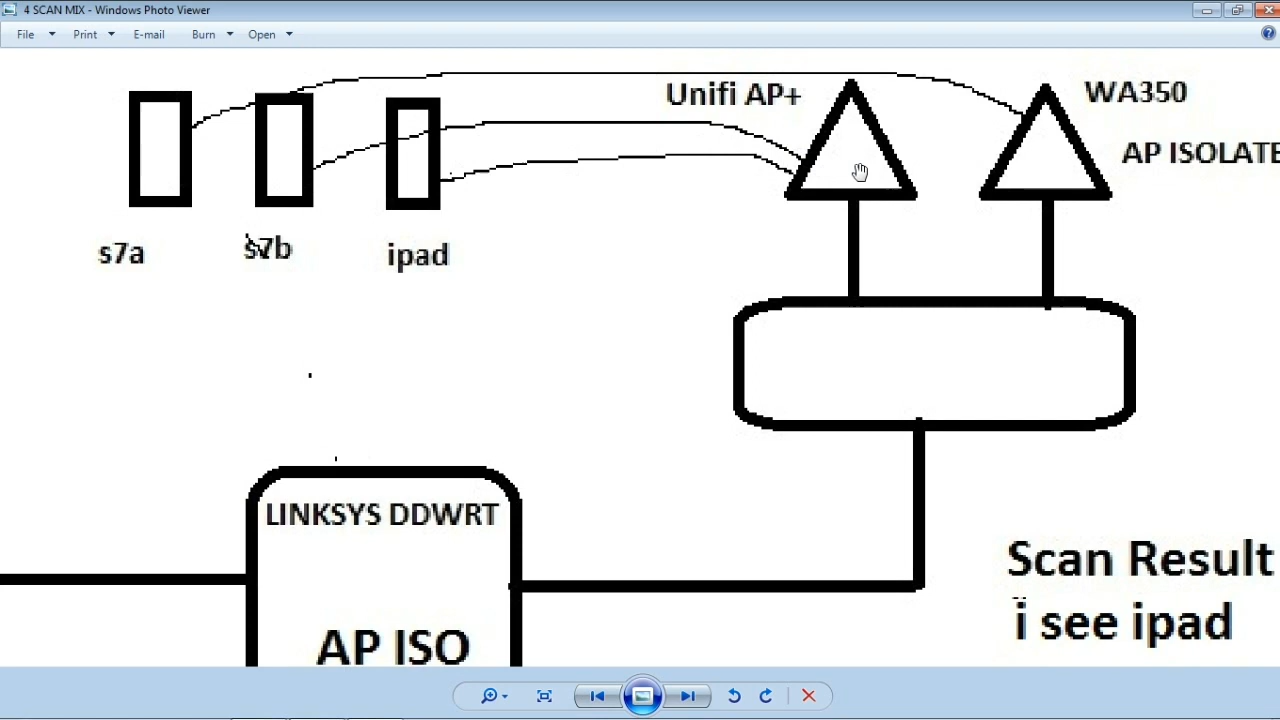 4 SCAN MIX - Windows Photo Viewer
File Print E-mail Burn Open
Unifi AP+
WA350
AP ISOLATE
s7a
s7b
ipad
LINKSYS DDWRT
AP ISO
Scan Result
i see ipad